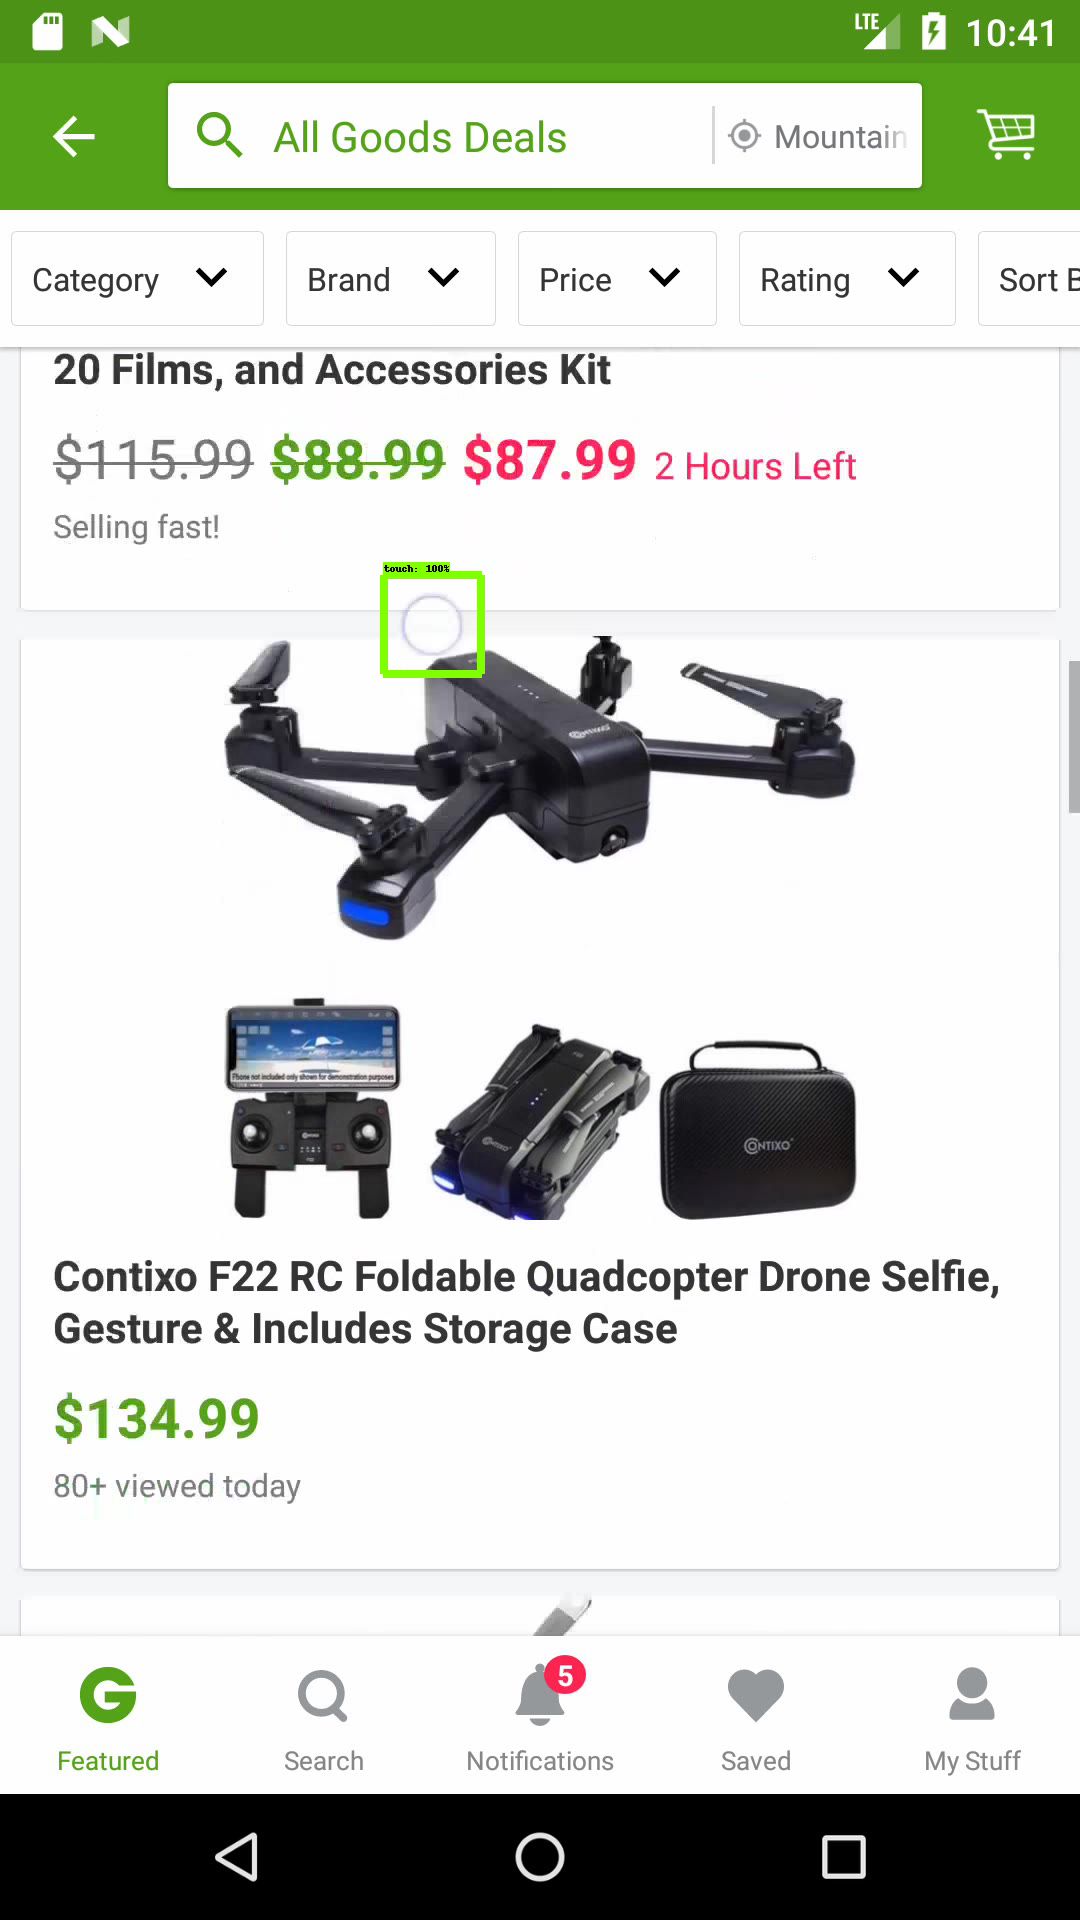 LTE 10:41
All Goods Deals Mountain
Category Brand Price Rating Sort B
20 Films, and Accessories Kit
$115.99 $88.99 $87.99 2 Hours Left
Selling fast!
touch: 100%
CONTIXO
Phone not included only shown for demonstration purposes
CONTIXO
Contixo F22 RC Foldable Quadcopter Drone Selfie,
Gesture & Includes Storage Case
$134.99
80+ viewed today
5
Featured Search Notifications Saved My Stuff